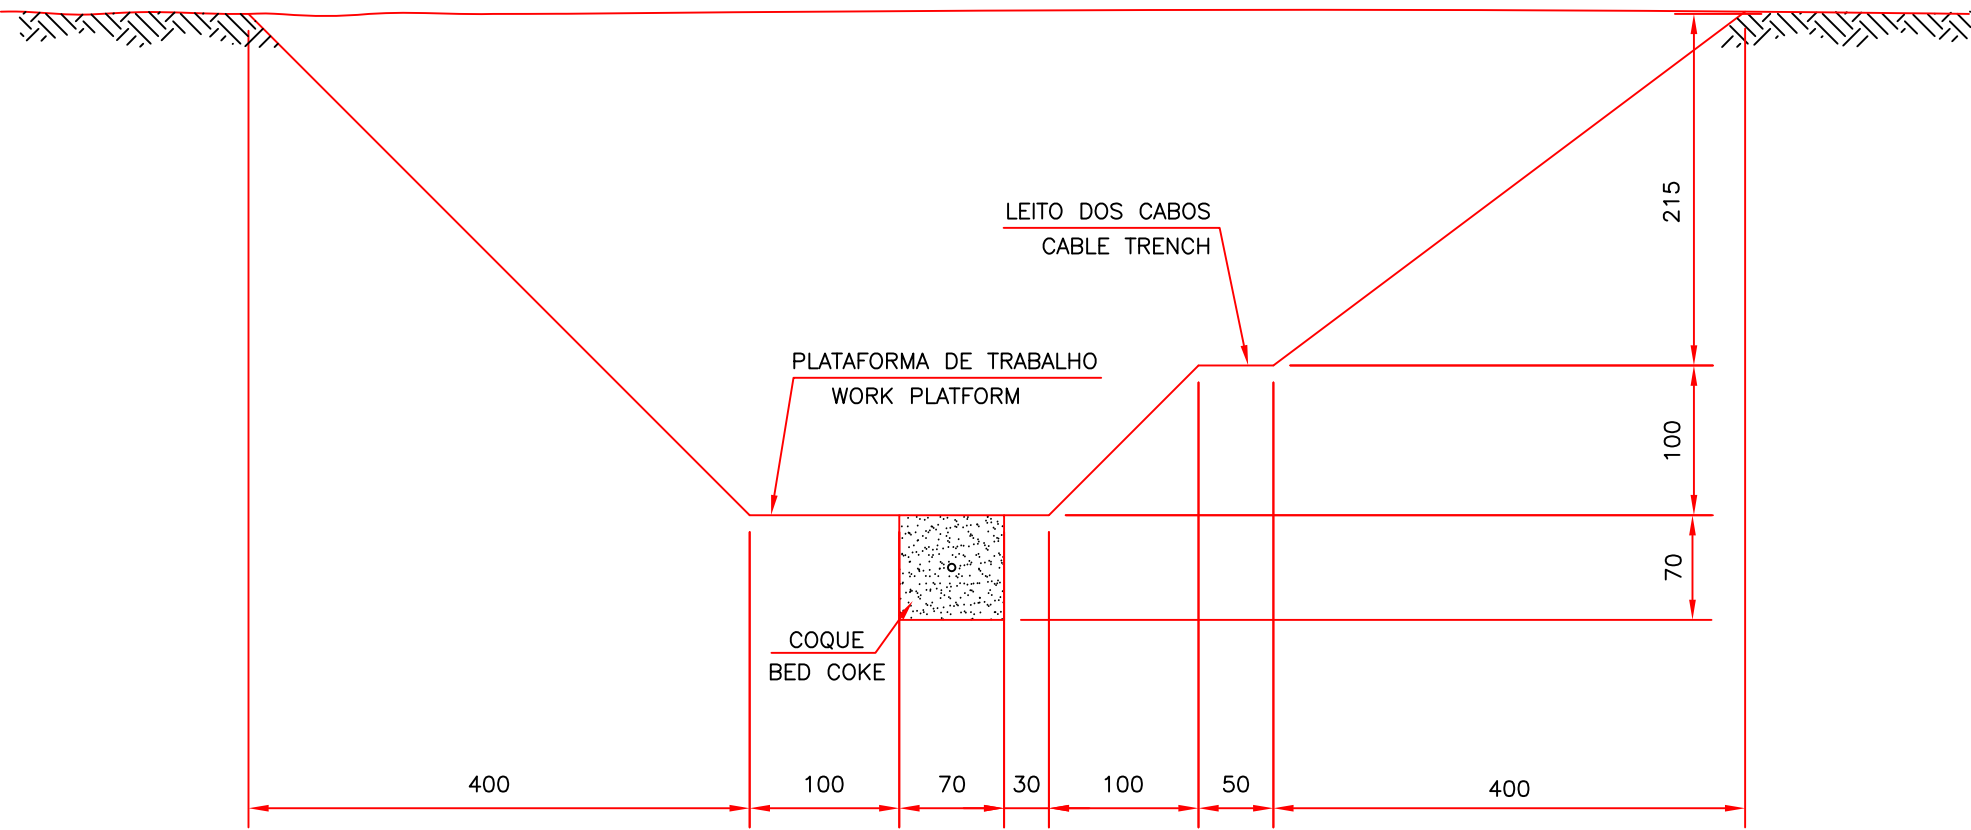 215
LEITO DOS CABOS
CABLE TRENCH
PLATAFORMA DE TRABALHO
WORK PLATFORM
100
70
COQUE
BED COKE
400
100
70
30
100
50
400